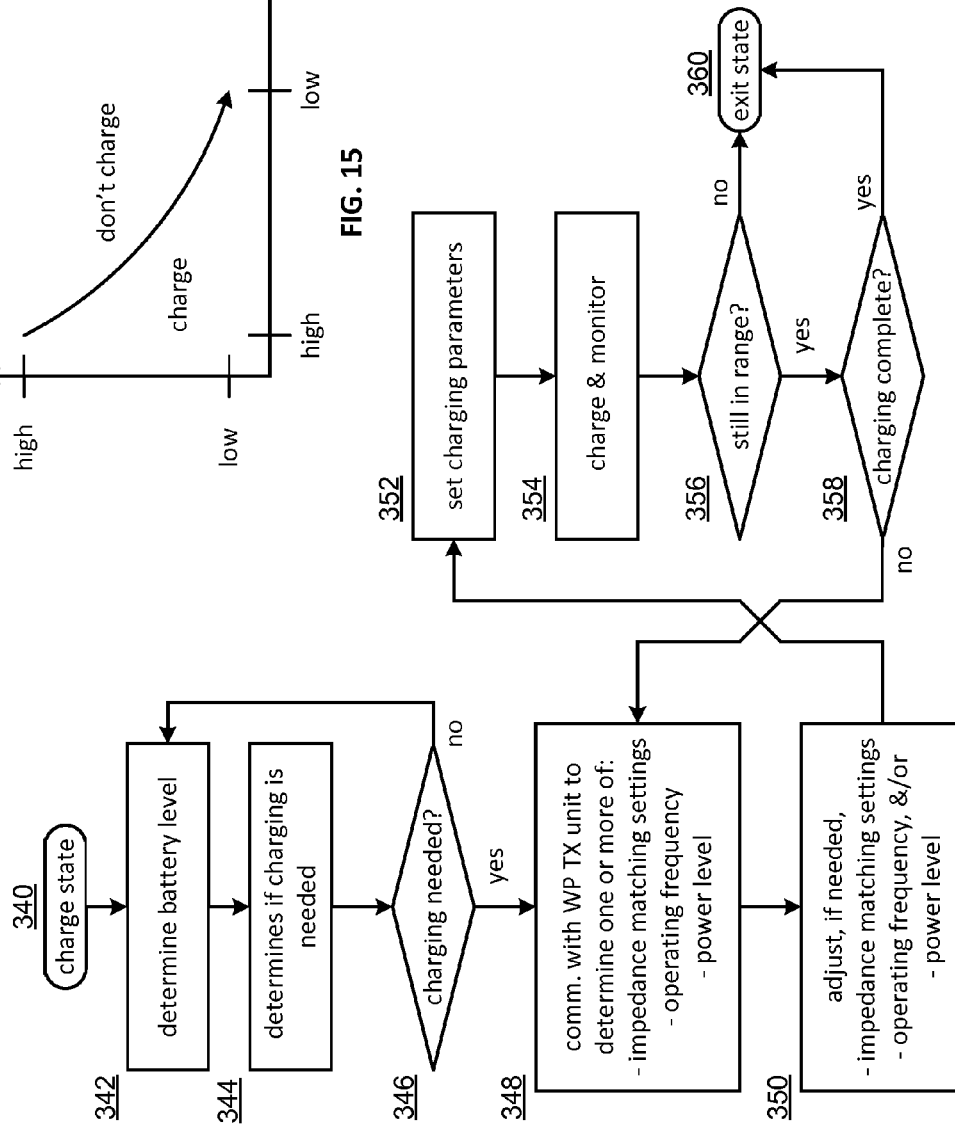 340
charge state
342
determine battery level
344
determines if charging is
needed
346
charging needed?
no
yes
348
comm. with WP TX unit to
determine one or more of:
- impedance matching settings
- operating frequency
- power level
350
adjust, if needed,
- impedance matching settings
- operating frequency, &/or
- power level
352
set charging parameters
354
charge & monitor
356
still in range?
no
yes
358
charging complete?
no
yes
360
exit state
high
low
don't charge
charge
high
low
FIG. 15